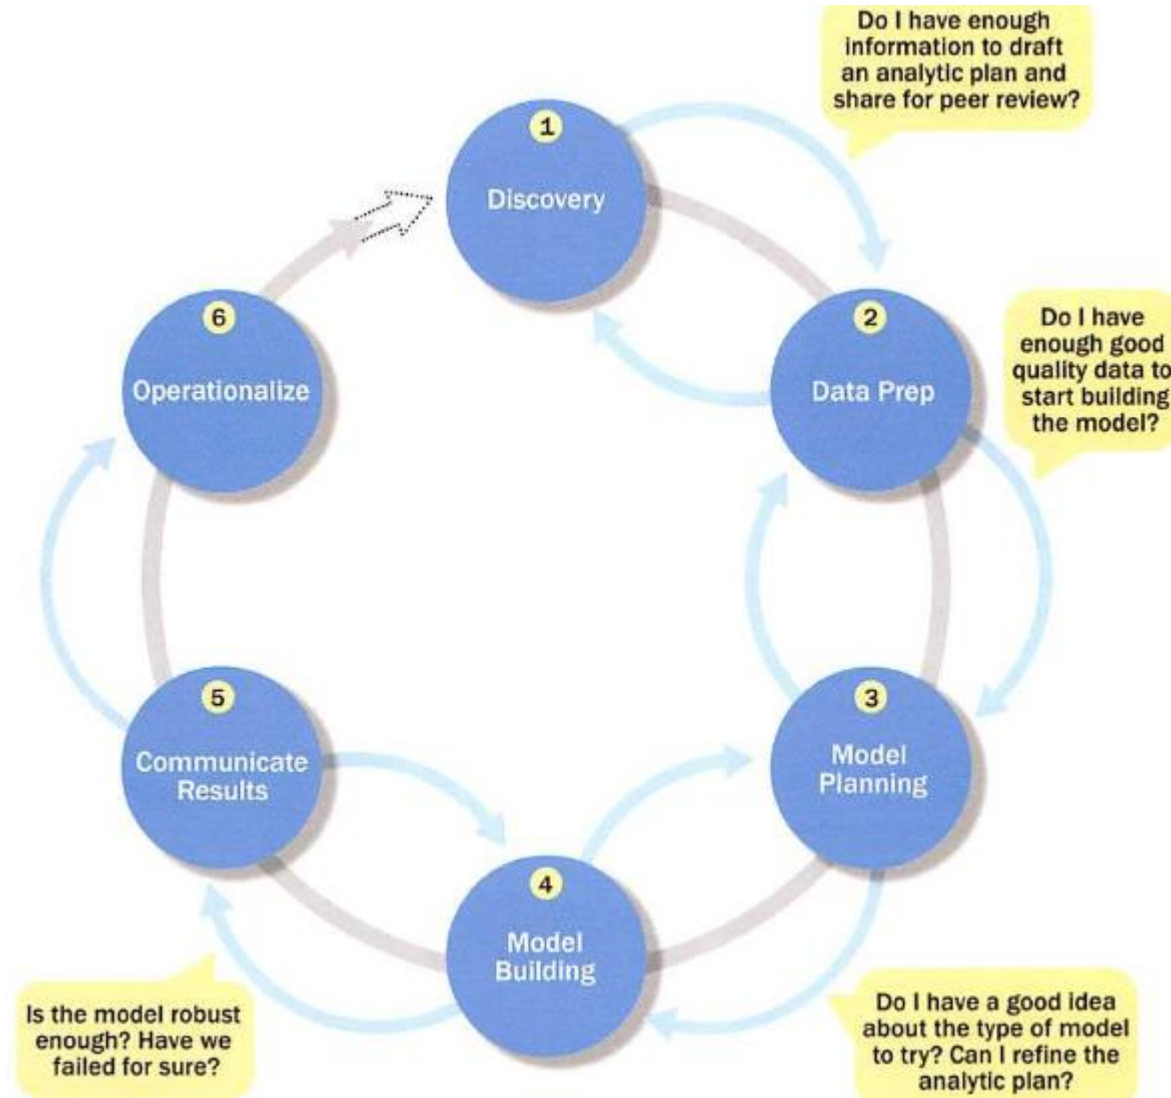 Do I have enough
information to draft
an analytic plan and
share for peer review?
1
Discovery
2
Data Prep
Do I have
enough good
quality data to
start building
the model?
3
Model
Planning
Do I have a good idea
about the type of model
to try? Can I refine the
analytic plan?
4
Model
Building
Is the model robust
enough? Have we
failed for sure?
5
Communicate
Results
6
Operationalize